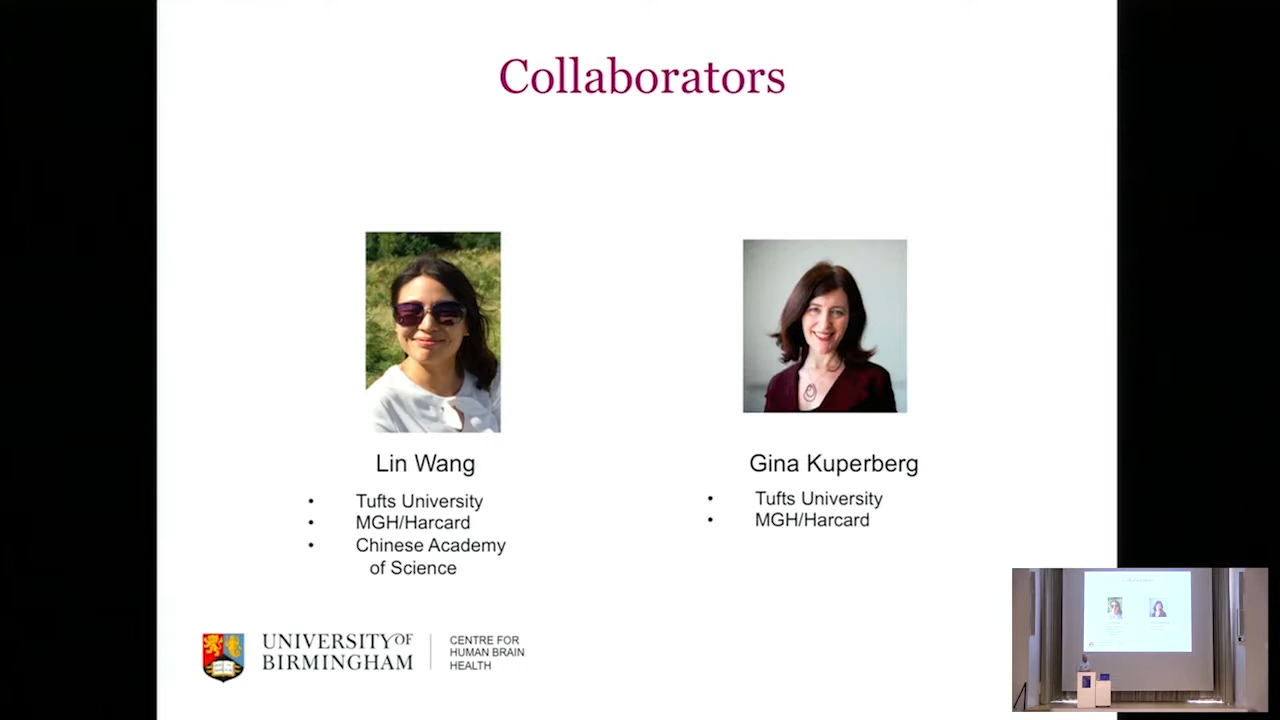 Collaborators
Lin Wang
• Tufts University
• MGH/Harcard
• Chinese Academy
of Science
Gina Kuperberg
• Tufts University
• MGH/Harcard
UNIVERSITY OF
BIRMINGHAM
CENTRE FOR
HUMAN BRAIN
HEALTH